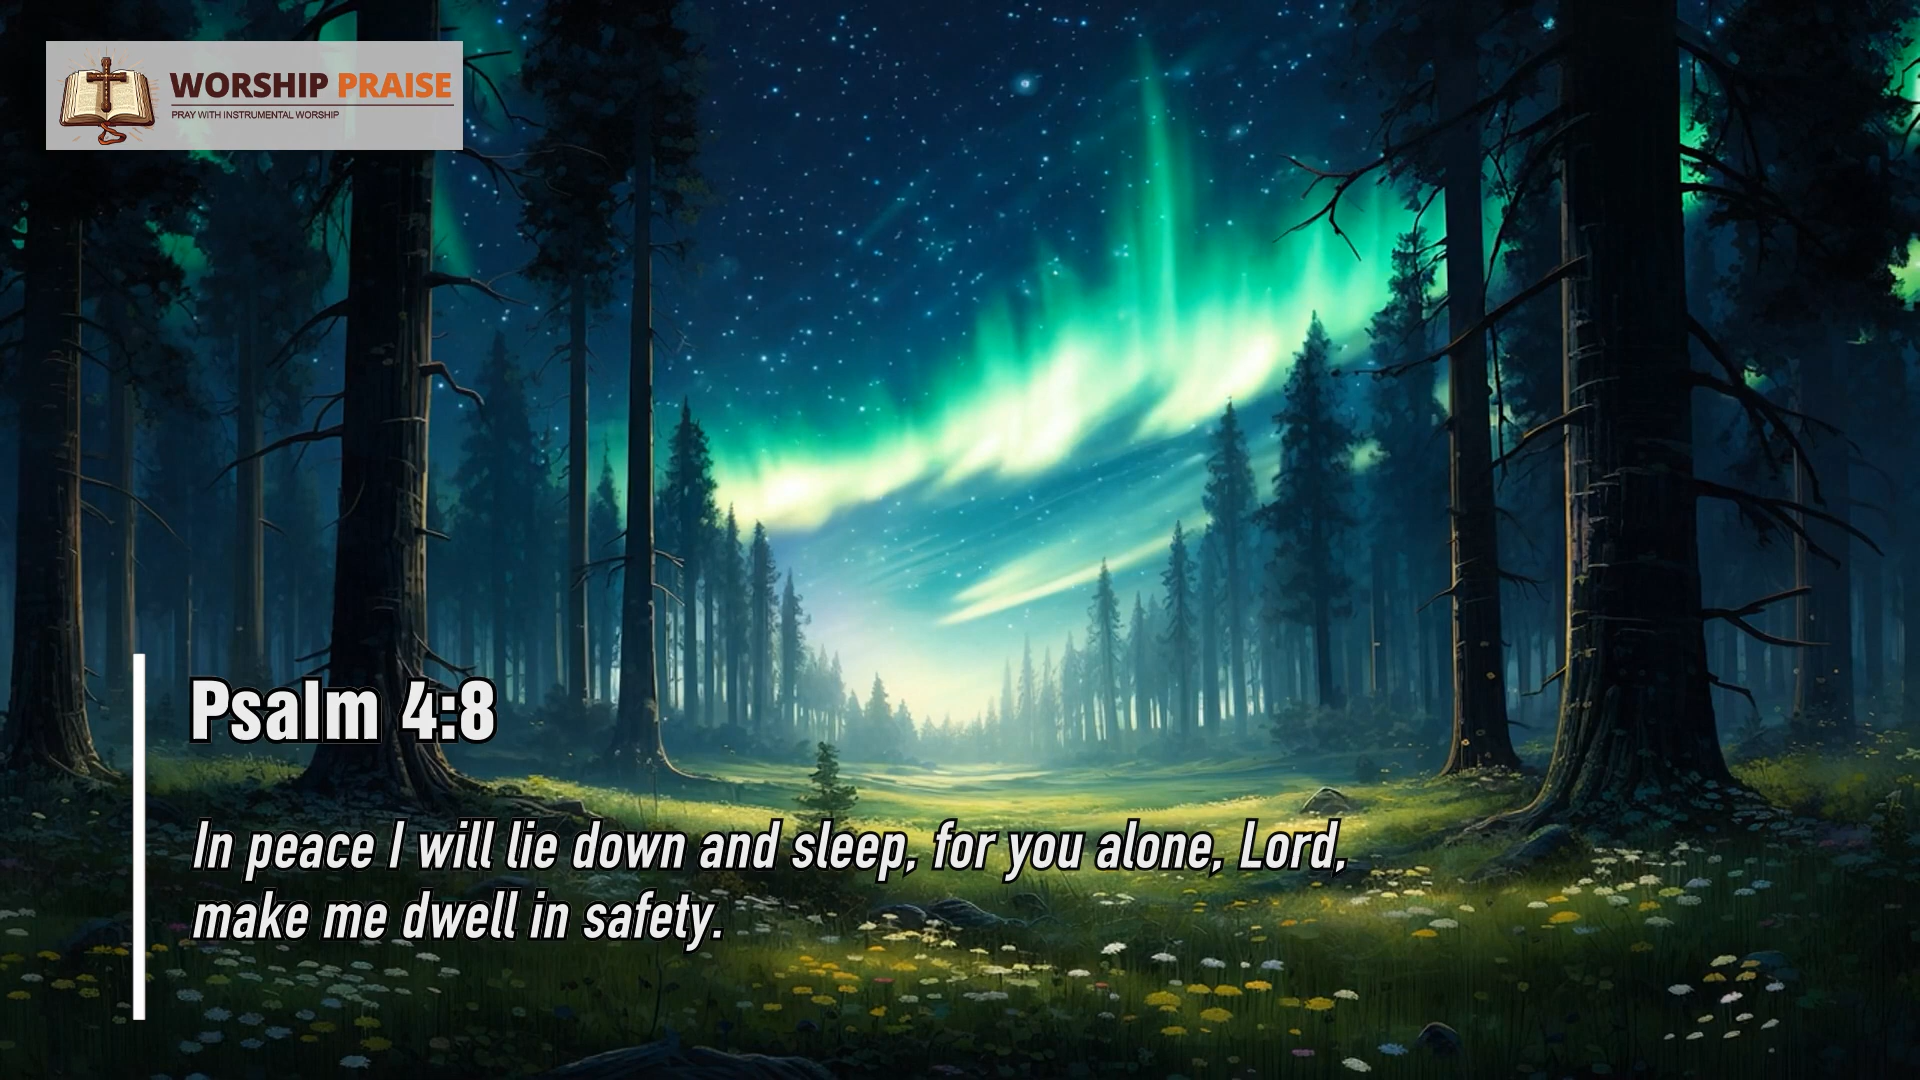 WORSHIP PRAISE
PRAY WITH INSTRUMENTAL WORSHIP
Psalm 4:8
In peace I will lie down and sleep, for you alone, Lord,
make me dwell in safety.